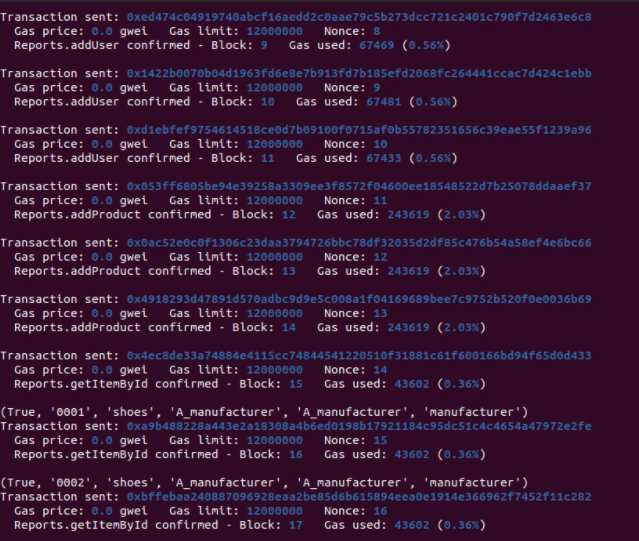 Transaction sent: 0xed474c04919740abcf16aedd2c0aae79c5b273dcc721c2401c790f7d2463e6c8
Gas price: 0.0 gwei   Gas limit: 12000000   Nonce: 8
Reports.addUser confirmed - Block: 9   Gas used: 67469 (0.56%)
Transaction sent: 0x1422b0070b04d1963fd6e8e7b913fd7b185efd2068fc264441ccac7d424c1ebb
Gas price: 0.0 gwei   Gas limit: 12000000   Nonce: 9
Reports.addUser confirmed - Block: 10   Gas used: 67481 (0.56%)
Transaction sent: 0xd1ebfef9754614518ce0d7b09100f0715af0b55782351656c39eae55f1239a96
Gas price: 0.0 gwei   Gas limit: 12000000   Nonce: 10
Reports.addUser confirmed - Block: 11   Gas used: 67433 (0.56%)
Transaction sent: 0x053ff6805be94e39258a3309ee3f8572f04600ee18548522d7b25078ddaaef37
Gas price: 0.0 gwei   Gas limit: 12000000   Nonce: 11
Reports.addProduct confirmed - Block: 12   Gas used: 243619 (2.03%)
Transaction sent: 0x0ac52e0c0f1306c23daa3794726bbc78df32035d2df85c476b54a58ef4e6bc66
Gas price: 0.0 gwei   Gas limit: 12000000   Nonce: 12
Reports.addProduct confirmed - Block: 13   Gas used: 243619 (2.03%)
Transaction sent: 0x4918293d47891d570adbc9d9e5c008a1f04169689bee7c9752b520f0e0036b69
Gas price: 0.0 gwei   Gas limit: 12000000   Nonce: 13
Reports.addProduct confirmed - Block: 14   Gas used: 243619 (2.03%)
Transaction sent: 0x4ec8de33a74884e4115cc74844541220510f31881c61f600166bd94f65d0d433
Gas price: 0.0 gwei   Gas limit: 12000000   Nonce: 14
Reports.getItemById confirmed - Block: 15   Gas used: 43602 (0.36%)
(True, '0001', 'shoes', 'A_manufacturer', 'A_manufacturer', 'manufacturer')
Transaction sent: 0xa9b488228a443e2a18308a4b6ed0198b17921184c95dc51c4c4654a47972e2fe
Gas price: 0.0 gwei   Gas limit: 12000000   Nonce: 15
Reports.getItemById confirmed - Block: 16   Gas used: 43602 (0.36%)
(True, '0002', 'shoes', 'A_manufacturer', 'A_manufacturer', 'manufacturer')
Transaction sent: 0xbffebaa240887096928eaa2be85d6b615894eea0e1914e366962f7452f11c282
Gas price: 0.0 gwei   Gas limit: 12000000   Nonce: 16
Reports.getItemById confirmed - Block: 17   Gas used: 43602 (0.36%)